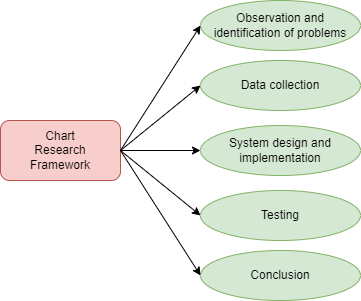 Chart
Research
Framework
Observation and
identification of problems
Data collection
System design and
implementation
Testing
Conclusion